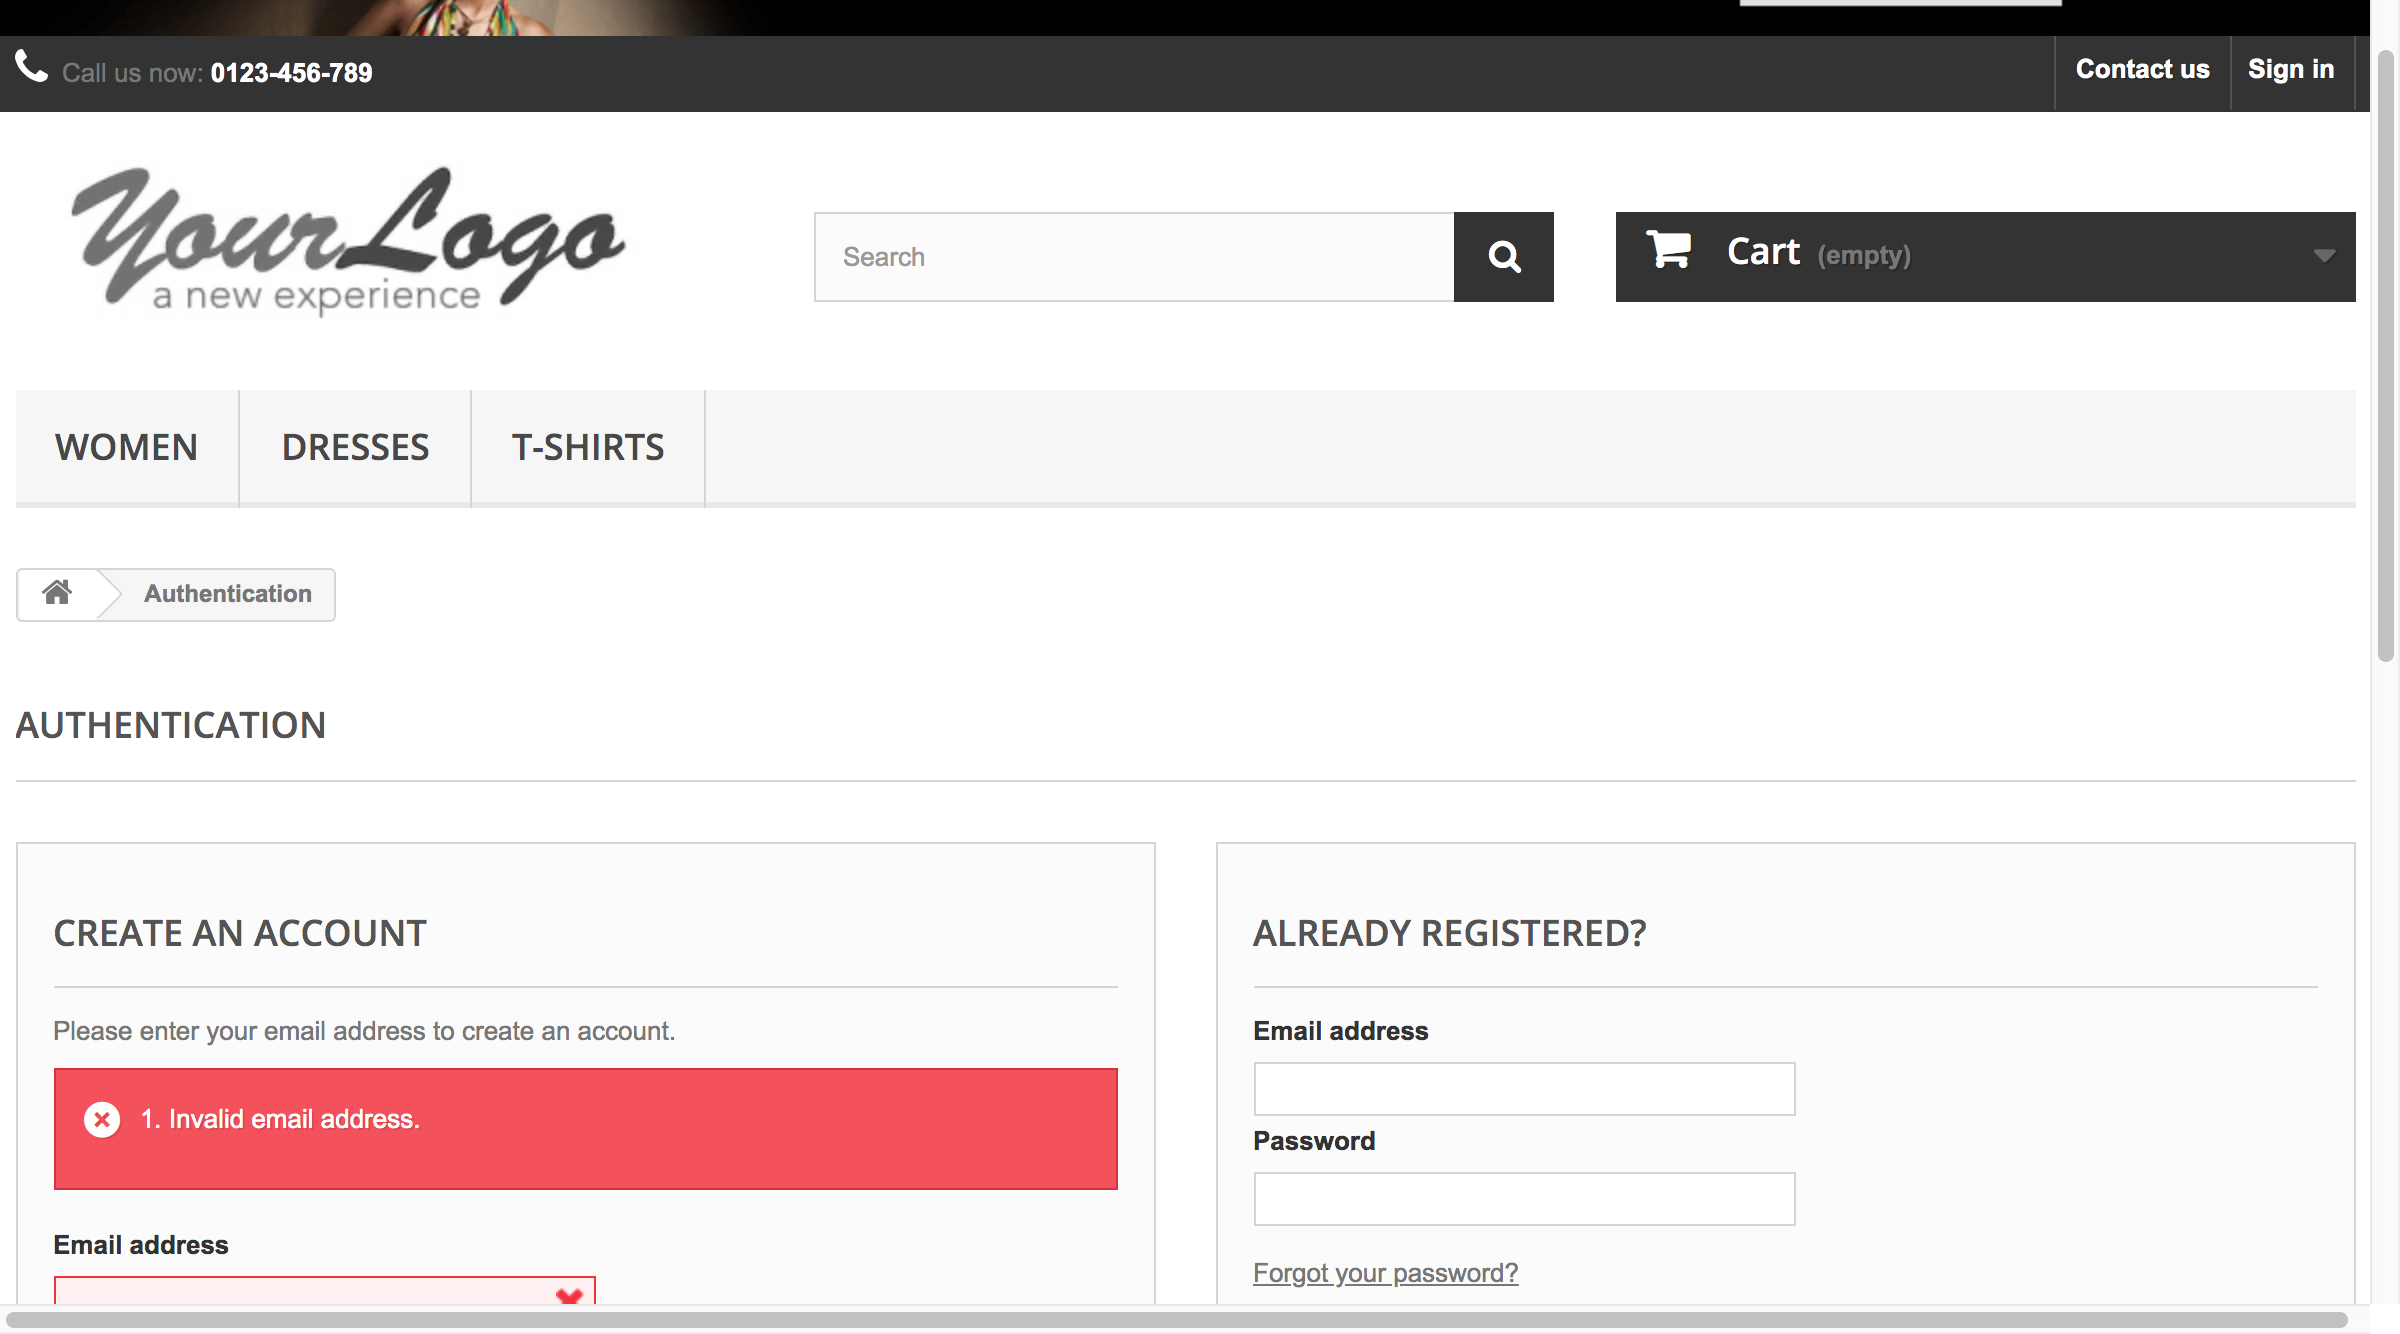 Call us now: 0123-456-789
Contact us
Sign in
Your Logo
a new experience
Search
Cart (empty)
WOMEN
DRESSES
T-SHIRTS
Authentication
AUTHENTICATION
CREATE AN ACCOUNT
Please enter your email address to create an account.
1. Invalid email address.
Email address
ALREADY REGISTERED?
Email address
Password
Forgot your password?